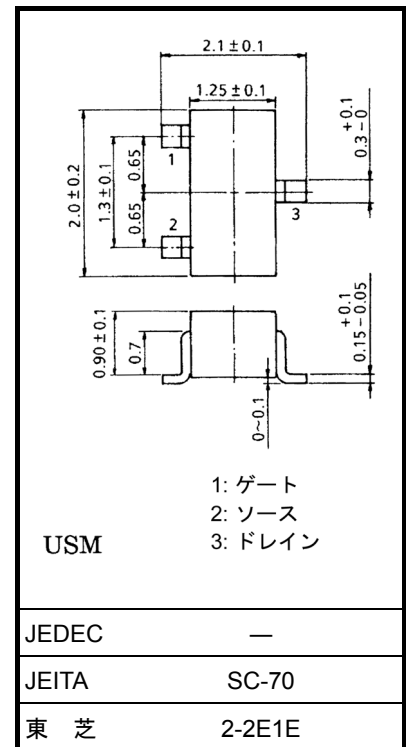 2.1±0.1
1.25±0.1
+0.1
0.3-0
2.0±0.2
1.3±0.1
0.65
0.65
1
2
3
0.90±0.1
0.7
+0.1
0.15-0.05
0~0.1
1: ゲート
2: ソース
3: ドレイン
USM
JEDEC —
JEITA SC-70
東 芝 2-2E1E